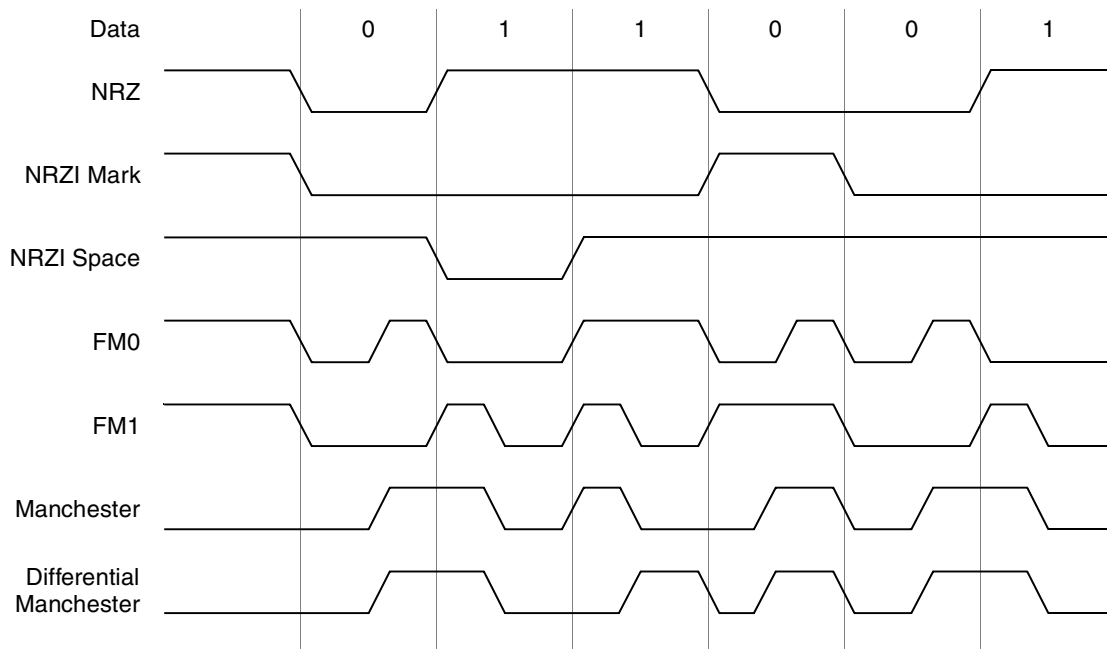 Data 0 1 1 0 0 1
NRZ
NRZI Mark
NRZI Space
FM0
FM1
Manchester
Differential
Manchester